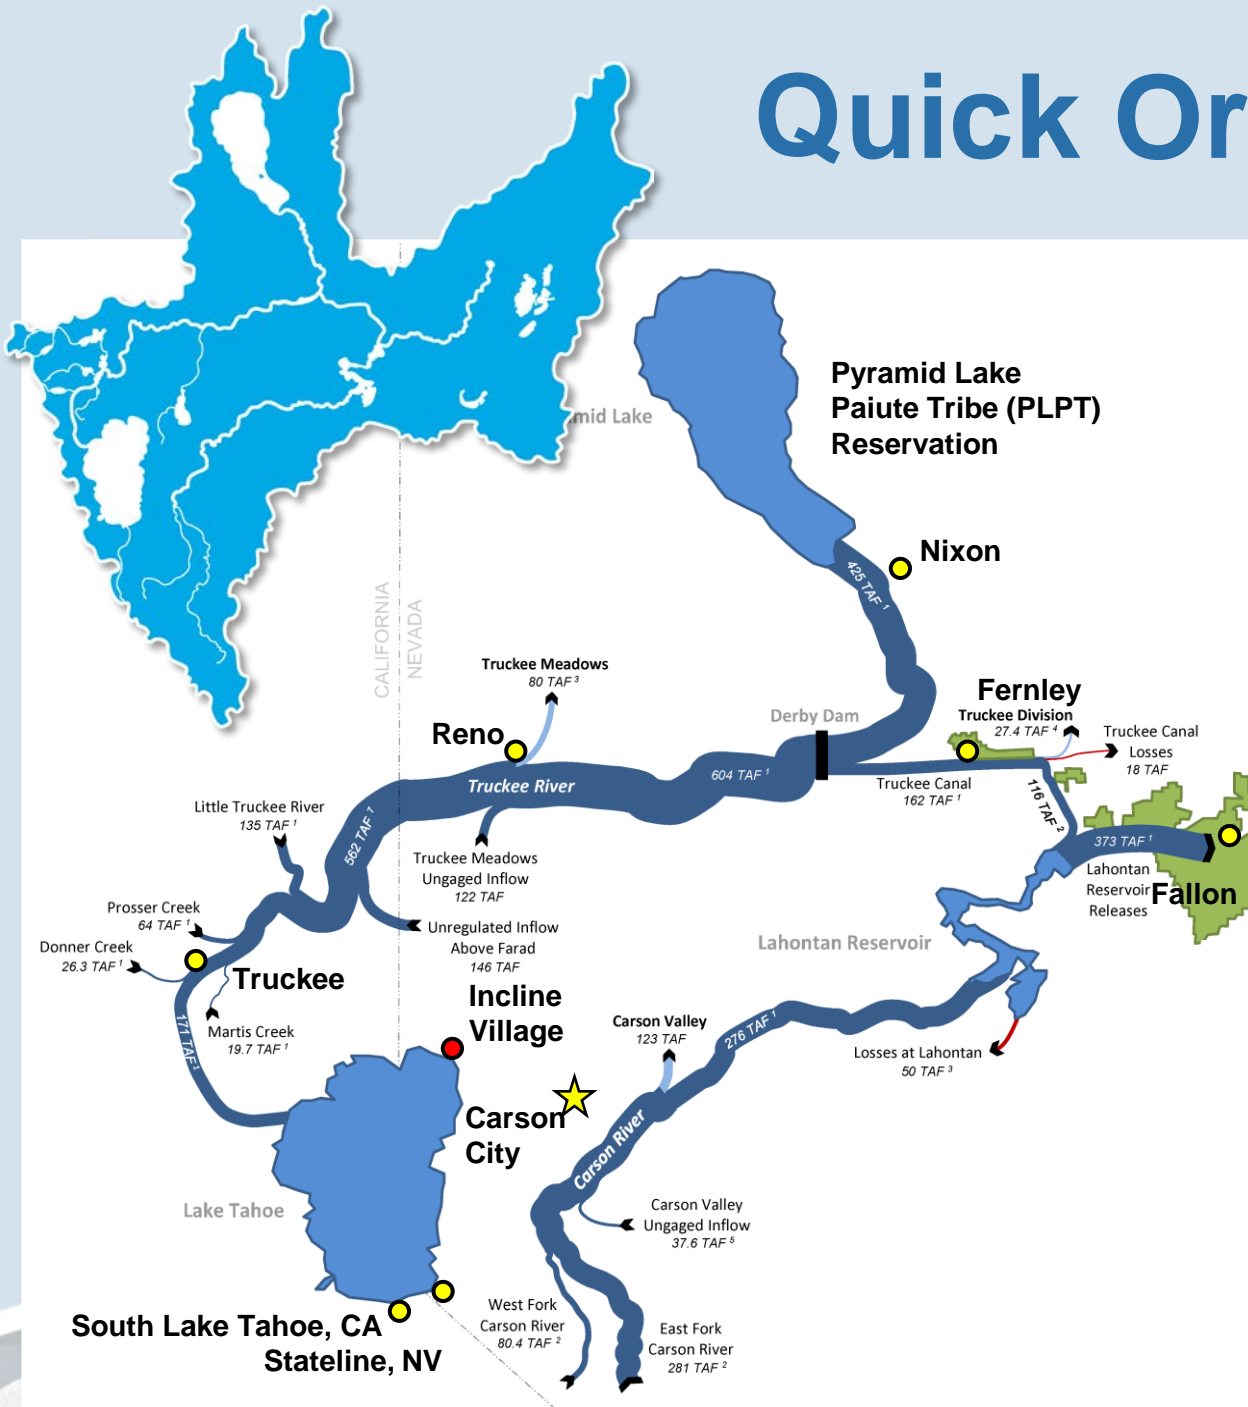 Quick Or
mid Lake
Pyramid Lake
Paiute Tribe (PLPT)
Reservation
Nixon
425 TAF 1
CALIFORNIA
NEVADA
Truckee Meadows
80 TAF 3
Reno
Derby Dam
Fernley
Truckee Division
27.4 TAF 4
Truckee Canal
Losses
18 TAF
Truckee River
604 TAF 1
Truckee Canal
162 TAF 1
116 TAF 2
Little Truckee River
135 TAF 1
562 TAF 1
373 TAF 1
Truckee Meadows
Ungaged Inflow
122 TAF
Lahontan
Reservoir
Releases
Fallon
Prosser Creek
64 TAF 1
Unregulated Inflow
Above Farad
146 TAF
Donner Creek
26.3 TAF 1
Lahontan Reservoir
Truckee
Incline
Village
Martis Creek
19.7 TAF 1
171 TAF 1
Carson Valley
123 TAF
276 TAF 1
Losses at Lahontan
50 TAF 3
Carson
City
Carson River
Lake Tahoe
Carson Valley
Ungaged Inflow
37.6 TAF 5
West Fork
Carson River
80.4 TAF 2
East Fork
Carson River
281 TAF 2
South Lake Tahoe, CA
Stateline, NV